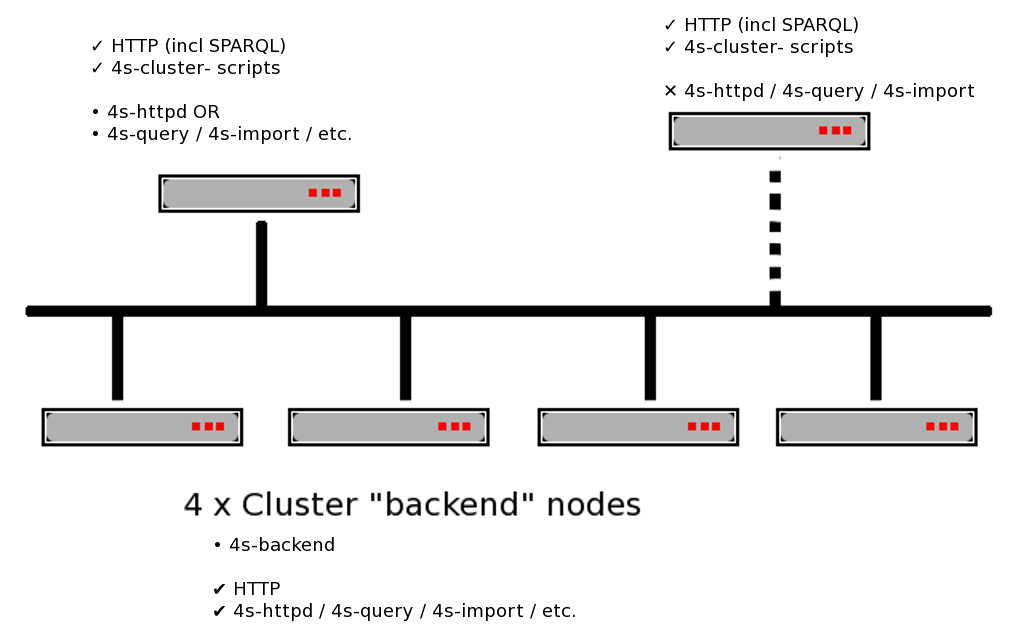 ✓ HTTP (incl SPARQL)
✓ 4s-cluster- scripts
• 4s-httpd OR
• 4s-query / 4s-import / etc.
✓ HTTP (incl SPARQL)
✓ 4s-cluster- scripts
✕ 4s-httpd / 4s-query / 4s-import
4 x Cluster "backend" nodes
• 4s-backend
✔ HTTP
✔ 4s-httpd / 4s-query / 4s-import / etc.